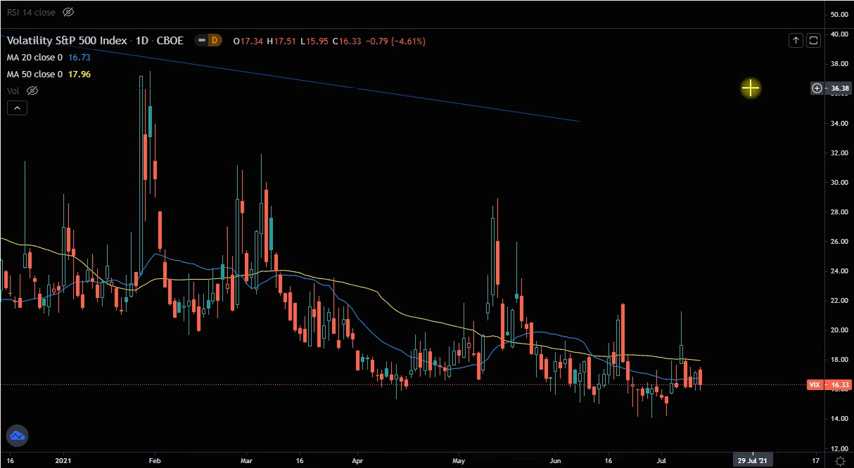 RSI 14 close
Volatility S&P 500 Index · 1D · CBOE D O17.34 H17.51 L15.95 C16.33 -0.79 (-4.61%)
MA 20 close 0 16.73
MA 50 close 0 17.96
Vol
50.00
40.00
38.00
36.38
34.00
32.00
30.00
28.00
26.00
24.00
22.00
20.00
18.00
VIX 16.33
14.00
12.00
16 2021 Feb Mar 16 Apr May Jun 16 Jul 29 Jul '21 17